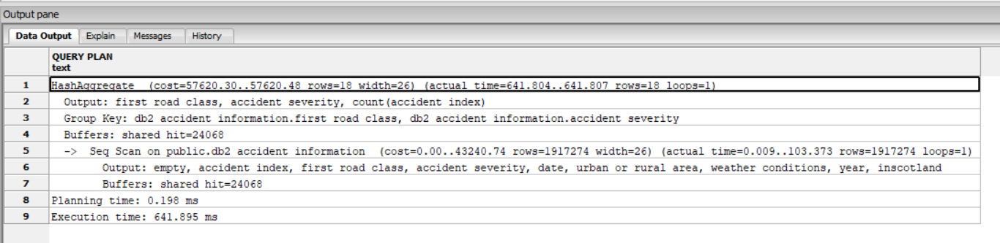 Output pane
Data Output Explain Messages History
QUERY PLAN
text
1 HashAggregate (cost=57620.30..57620.48 rows=18 width=26) (actual time=641.804..641.807 rows=18 loops=1)
2 Output: first road class, accident severity, count(accident index)
3 Group Key: db2 accident information.first road class, db2 accident information.accident severity
4 Buffers: shared hit=24068
5 -> Seq Scan on public.db2 accident information (cost=0.00..43240.74 rows=1917274 width=26) (actual time=0.009..103.373 rows=1917274 loops=1)
6 Output: empty, accident index, first road class, accident severity, date, urban or rural area, weather conditions, year, inscotland
7 Buffers: shared hit=24068
8 Planning time: 0.198 ms
9 Execution time: 641.895 ms